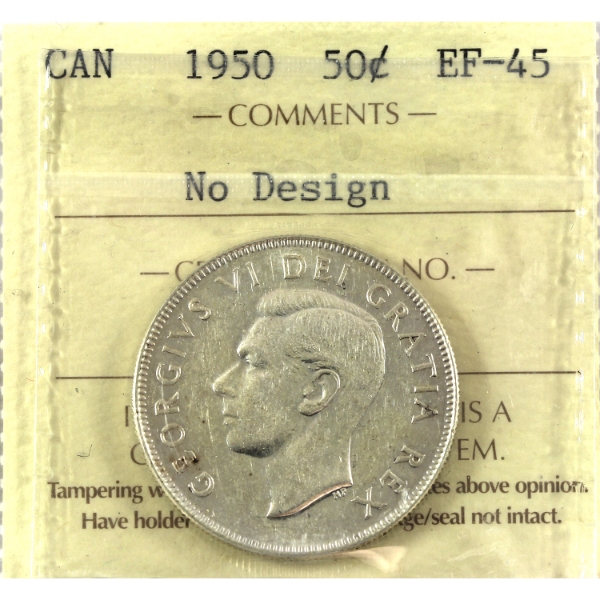 CAN 1950 50¢ EF-45
— COMMENTS —
No Design
NO. —
GEORGIVS VI DEI GRATIA REX
HP
IS A
EM.
Tampering
es above opinion.
Have holder
ge/seal not intact.